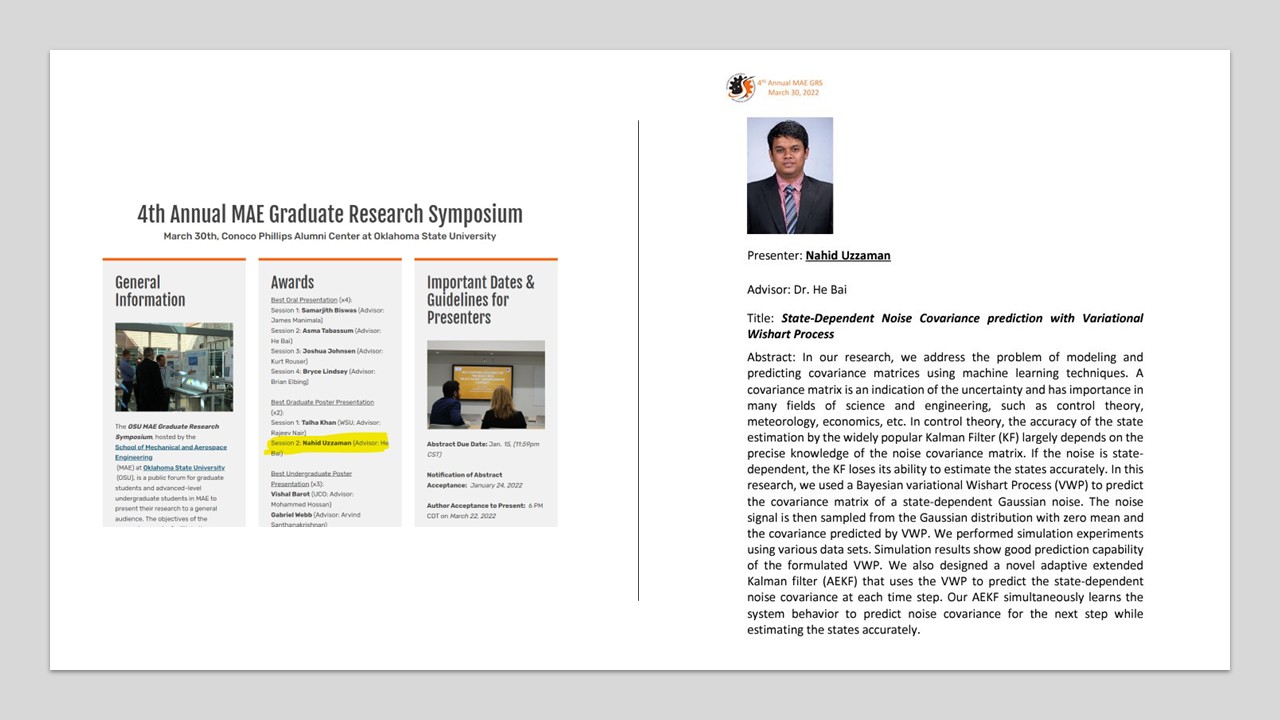 4th Annual MAE Graduate Research Symposium
March 30th, Conoco Phillips Alumni Center at Oklahoma State University
General
Information
The OSU MAE Graduate Research
Symposium, hosted by the
School of Mechanical and Aerospace
Engineering
(MAE) at Oklahoma State University
(OSU), is a public forum for graduate
students and advanced-level
undergraduate students in MAE to
present their research to a general
audience. The objectives of the
Awards
Best Oral Presentation (x4):
Session 1: Samarjith Biswas (Advisor:
James Manimala)
Session 2: Asma Tabassum (Advisor:
He Bai)
Session 3: Joshua Johnsen (Advisor:
Kurt Rouser)
Session 4: Bryce Lindsey (Advisor:
Brian Elbing)
Best Graduate Poster Presentation
(x2):
Session 1: Talha Khan (WSU; Advisor:
Rajeev Nair)
Session 2: Nahid Uzzaman (Advisor: He
Bai)
Best Undergraduate Poster
Presentation (x3):
Vishal Barot (UCO; Advisor:
Mohammed Hossan)
Gabriel Webb (Advisor: Arvind
Santhanakrishnan)
Important Dates &
Guidelines for
Presenters
Abstract Due Date: Jan. 15, (11:59pm
CST)
Notification of Abstract
Acceptance: January 24, 2022
Author Acceptance to Present: 6 PM
CDT on March 22, 2022
4th Annual MAE GRS
March 30, 2022
Presenter: Nahid Uzzaman
Advisor: Dr. He Bai
Title: State-Dependent Noise Covariance prediction with Variational
Wishart Process
Abstract: In our research, we address the problem of modeling and
predicting covariance matrices using machine learning techniques. A
covariance matrix is an indication of the uncertainty and has importance in
many fields of science and engineering, such as control theory,
meteorology, economics, etc. In control theory, the accuracy of the state
estimation by the widely popular Kalman Filter (KF) largely depends on the
precise knowledge of the noise covariance matrix. If the noise is state-
dependent, the KF loses its ability to estimate the states accurately. In this
research, we used a Bayesian variational Wishart Process (VWP) to predict
the covariance matrix of a state-dependent Gaussian noise. The noise
signal is then sampled from the Gaussian distribution with zero mean and
the covariance predicted by VWP. We performed simulation experiments
using various data sets. Simulation results show good prediction capability
of the formulated VWP. We also designed a novel adaptive extended
Kalman filter (AEKF) that uses the VWP to predict the state-dependent
noise covariance at each time step. Our AEKF simultaneously learns the
system behavior to predict noise covariance for the next step while
estimating the states accurately.